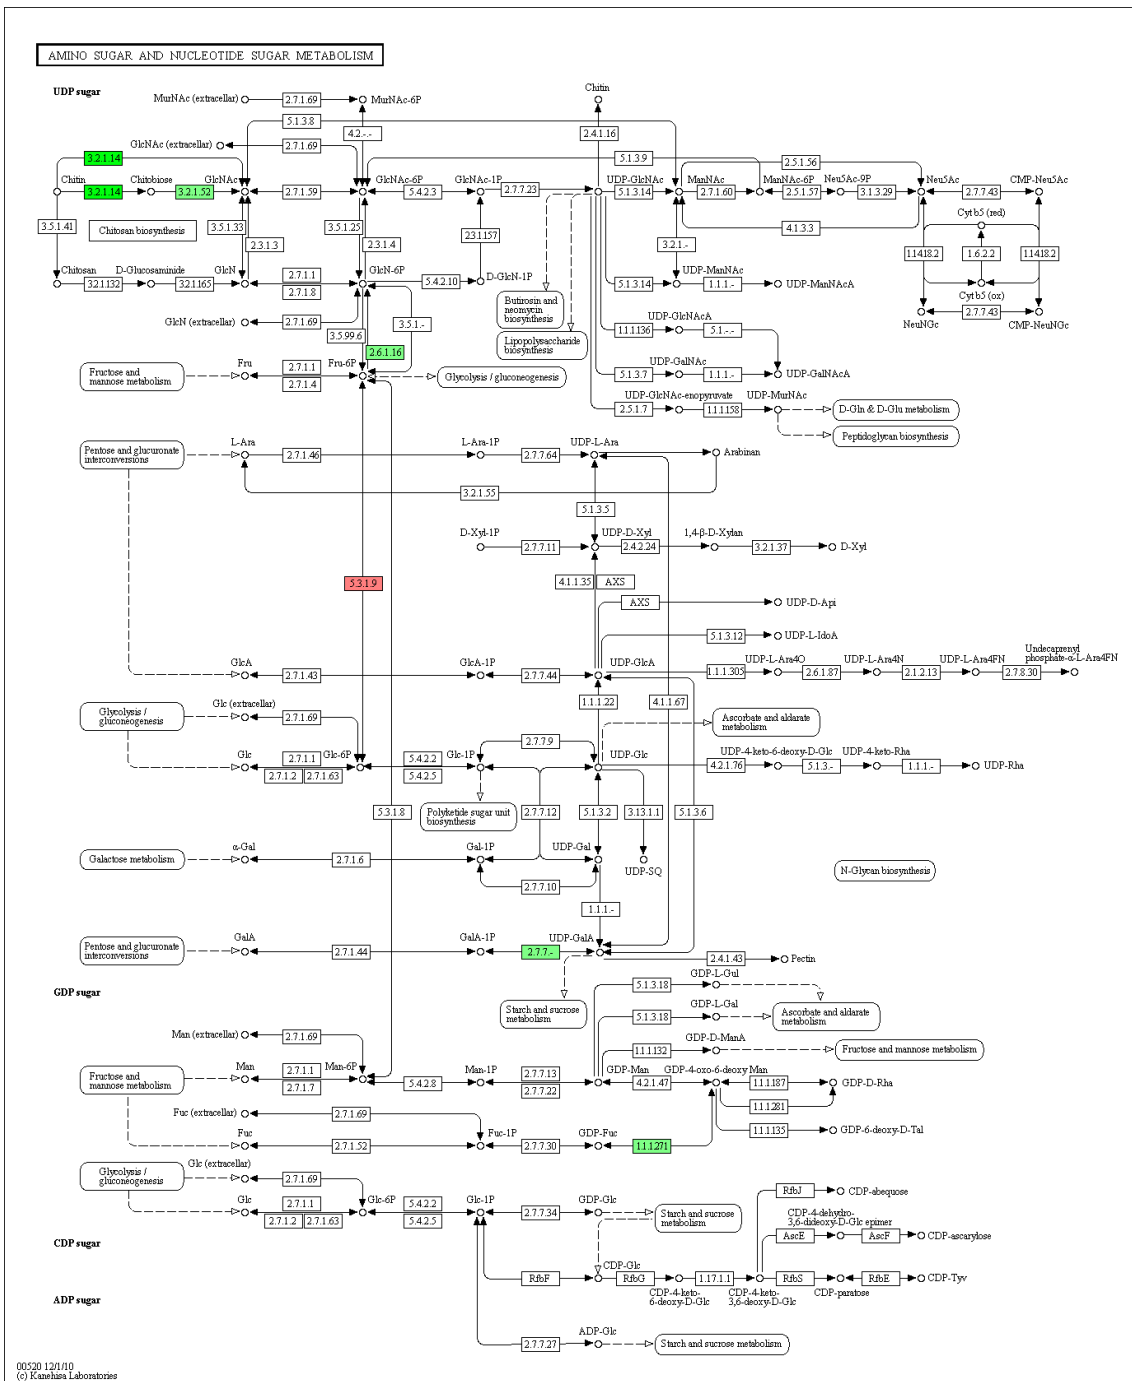 AMINO SUGAR AND NUCLEOTIDE SUGAR METABOLISM
UDP sugar
MurNAc (extracellar)
2.7.1.69
MurNAc-6P
Chitin
5.1.3.8
4.2.-.-
2.4.1.16
GlcNAc (extracellar)
2.7.1.69
3.2.1.14
5.1.3.9
2.5.1.56
Chitin
3.2.1.14
Chitobiose
3.2.1.52
GlcNAc
2.7.1.59
GlcNAc-6P
5.4.2.3
GlcNAc-1P
2.7.7.23
UDP-GlcNAc
5.1.3.14
ManNAc
2.7.1.60
ManNAc-6P
2.5.1.57
Neu5Ac-9P
3.1.3.29
Neu5Ac
2.7.7.43
CMP-Neu5Ac
3.5.1.41
Chitosan biosynthesis
3.5.1.33
2.3.1.3
3.5.1.25
2.3.1.4
2.3.1.157
3.2.1.-
4.1.3.3
Cyt b5 (red)
1.14.18.2
1.6.2.2
1.14.18.2
Cyt b5 (ox)
Chitosan
3.2.1.132
D-Glucosaminide
3.2.1.165
GlcN
2.7.1.1
2.7.1.8
GlcN-6P
5.4.2.10
D-GlcN-1P
Butirosin and
neomycin
biosynthesis
5.1.3.14
UDP-ManNAc
1.1.1.-
UDP-ManNAcA
NeuNGc
2.7.7.43
CMP-NeuNGc
GlcN (extracellar)
2.7.1.69
3.5.99.6
3.5.1.-
2.6.1.16
Lipopolysaccharide
biosynthesis
1.1.1.136
UDP-GlcNAcA
5.1.-.-
5.1.3.7
UDP-GalNAc
1.1.1.-
UDP-GalNAcA
Fructose and
mannose metabolism
Fru
2.7.1.1
2.7.1.4
Fru-6P
Glycolysis / gluconeogenesis
2.5.1.7
UDP-GlcNAc-enopyruvate
1.1.1.158
UDP-MurNAc
D-Gln & D-Glu metabolism
Peptidoglycan biosynthesis
Pentose and glucuronate
interconversions
L-Ara
2.7.1.46
L-Ara-1P
2.7.7.64
UDP-L-Ara
Arabinan
3.2.1.55
5.1.3.5
D-Xyl-1P
2.7.7.11
UDP-D-Xyl
2.4.2.24
1,4-β-D-Xylan
3.2.1.37
D-Xyl
5.3.1.9
4.1.1.35
AXS
AXS
UDP-D-Api
5.1.3.12
UDP-L-IdoA
GlcA
2.7.1.43
GlcA-1P
2.7.7.44
UDP-GlcA
1.1.1.305
UDP-L-Ara4O
2.6.1.87
UDP-L-Ara4N
2.1.2.13
UDP-L-Ara4FN
2.7.8.30
Undecaprenyl
phosphate-α-L-Ara4FN
1.1.1.22
4.1.1.67
Glycolysis /
gluconeogenesis
Glc (extracellar)
2.7.1.69
Ascorbate and aldarate
metabolism
2.7.7.9
Glc
2.7.1.1
2.7.1.2
2.7.1.63
Glc-6P
5.4.2.2
5.4.2.5
Glc-1P
UDP-Glc
4.2.1.76
UDP-4-keto-6-deoxy-D-Glc
5.1.3.-
UDP-4-keto-Rha
1.1.1.-
UDP-Rha
5.3.1.8
Polyketide sugar unit
biosynthesis
2.7.7.12
5.1.3.2
3.13.1.1
5.1.3.6
Galactose metabolism
α-Gal
2.7.1.6
Gal-1P
UDP-Gal
UDP-SQ
N-Glycan biosynthesis
2.7.7.10
1.1.1.-
Pentose and glucuronate
interconversions
GalA
2.7.1.44
GalA-1P
2.7.7.-
UDP-GalA
2.4.1.43
Pectin
GDP sugar
Starch and sucrose
metabolism
5.1.3.18
GDP-L-Gul
5.1.3.18
GDP-L-Gal
Ascorbate and aldarate
metabolism
Man (extracellar)
2.7.1.69
1.1.1.132
GDP-D-ManA
Fructose and mannose metabolism
Fructose and
mannose metabolism
Man
2.7.1.1
2.7.1.7
Man-6P
5.4.2.8
Man-1P
2.7.7.13
2.7.7.22
GDP-Man
4.2.1.47
GDP-4-oxo-6-deoxy Man
1.1.1.187
GDP-D-Rha
1.1.1.281
Fuc (extracellar)
2.7.1.69
1.1.1.135
GDP-6-deoxy-D-Tal
Fuc
2.7.1.52
Fuc-1P
2.7.7.30
GDP-Fuc
1.1.1.271
Glycolysis /
gluconeogenesis
Glc (extracellar)
2.7.1.69
Glc
2.7.1.1
2.7.1.2
2.7.1.63
Glc-6P
5.4.2.2
5.4.2.5
Glc-1P
2.7.7.34
GDP-Glc
Starch and sucrose
metabolism
RfbJ
CDP-abequose
CDP-4-dehydro-
3,6-dideoxy-D-Glc epimer
AscE
AscF
CDP-ascarylose
CDP sugar
RfbF
CDP-Glc
RfbG
CDP-4-keto-
6-deoxy-D-Glc
1.17.1.1
CDP-4-keto-
3,6-deoxy-D-Glc
RfbS
CDP-paratose
RfbE
CDP-Tyv
ADP sugar
2.7.7.27
ADP-Glc
Starch and sucrose metabolism
00520 12/1/10
(c) Kanehisa Laboratories